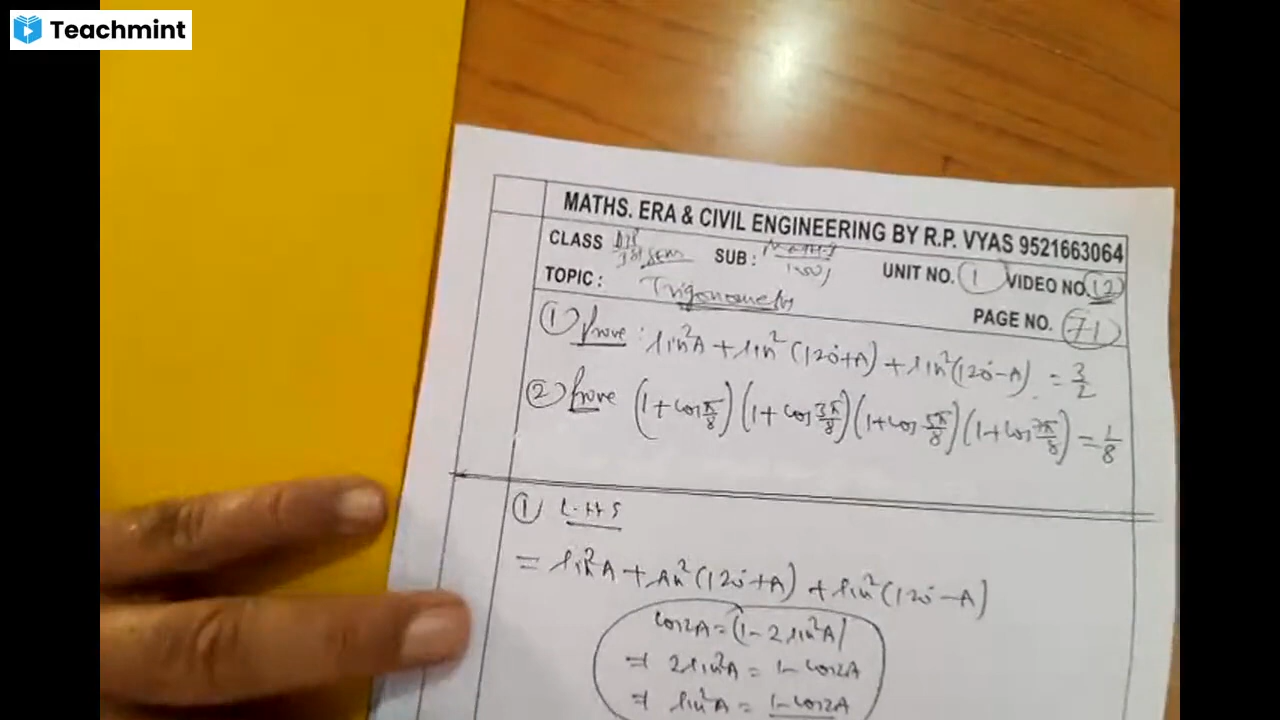 Teachmint
MATHS. ERA & CIVIL ENGINEERING BY R.P. VYAS 9521663064
CLASS 1st sem SUB : UNIT NO. 1 VIDEO NO. 12
TOPIC : Trigonometry PAGE NO. 71
① Prove : sin²A + sin²(120°+A) + sin²(120°-A) = 3/2
② Prove (1+cos π/8)(1+cos 3π/8)(1+cos 5π/8)(1+cos 7π/8) = 1/8
① L.H.S
= sin²A + sin²(120°+A) + sin²(120°-A)
cos2A = (1-2sin²A)
⇒ 2sin²A = 1-cos2A
⇒ sin²A = 1-cos2A